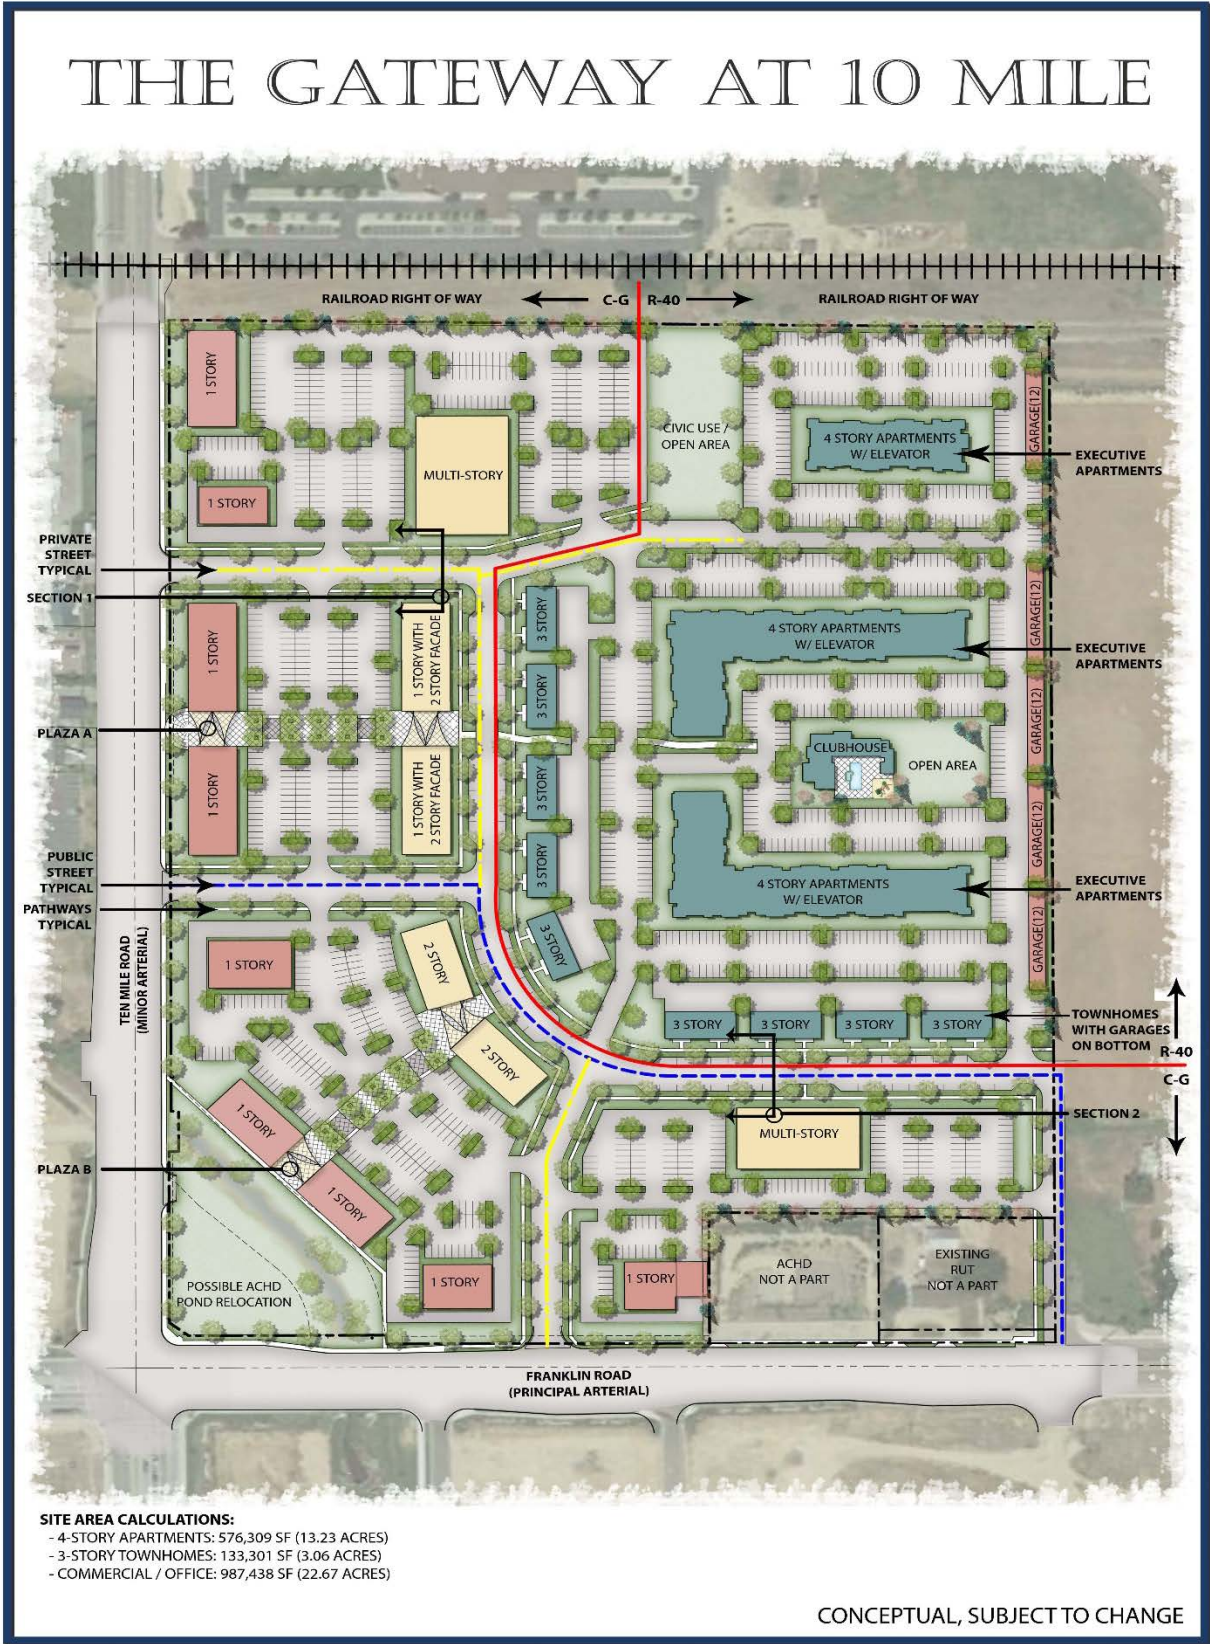 THE GATEWAY AT 10 MILE
RAILROAD RIGHT OF WAY
C-G
R-40
RAILROAD RIGHT OF WAY
1 STORY
MULTI-STORY
1 STORY
CIVIC USE /
OPEN AREA
4 STORY APARTMENTS
W/ ELEVATOR
GARAGE(12)
EXECUTIVE
APARTMENTS
PRIVATE
STREET
TYPICAL
SECTION 1
1 STORY
1 STORY WITH
2 STORY FACADE
3 STORY
4 STORY APARTMENTS
W/ ELEVATOR
GARAGE(12)
EXECUTIVE
APARTMENTS
3 STORY
GARAGE(12)
PLAZA A
CLUBHOUSE
OPEN AREA
1 STORY
1 STORY WITH
2 STORY FACADE
3 STORY
GARAGE(12)
3 STORY
PUBLIC
STREET
TYPICAL
4 STORY APARTMENTS
W/ ELEVATOR
EXECUTIVE
APARTMENTS
PATHWAYS
TYPICAL
GARAGE(12)
TEN MILE ROAD
(MINOR ARTERIAL)
1 STORY
2 STORY
3 STORY
2 STORY
3 STORY
3 STORY
3 STORY
3 STORY
TOWNHOMES
WITH GARAGES
ON BOTTOM
R-40
C-G
1 STORY
SECTION 2
MULTI-STORY
PLAZA B
1 STORY
1 STORY
1 STORY
POSSIBLE ACHD
POND RELOCATION
ACHD
NOT A PART
EXISTING
RUT
NOT A PART
FRANKLIN ROAD
(PRINCIPAL ARTERIAL)
SITE AREA CALCULATIONS:
- 4-STORY APARTMENTS: 576,309 SF (13.23 ACRES)
- 3-STORY TOWNHOMES: 133,301 SF (3.06 ACRES)
- COMMERCIAL / OFFICE: 987,438 SF (22.67 ACRES)
CONCEPTUAL, SUBJECT TO CHANGE